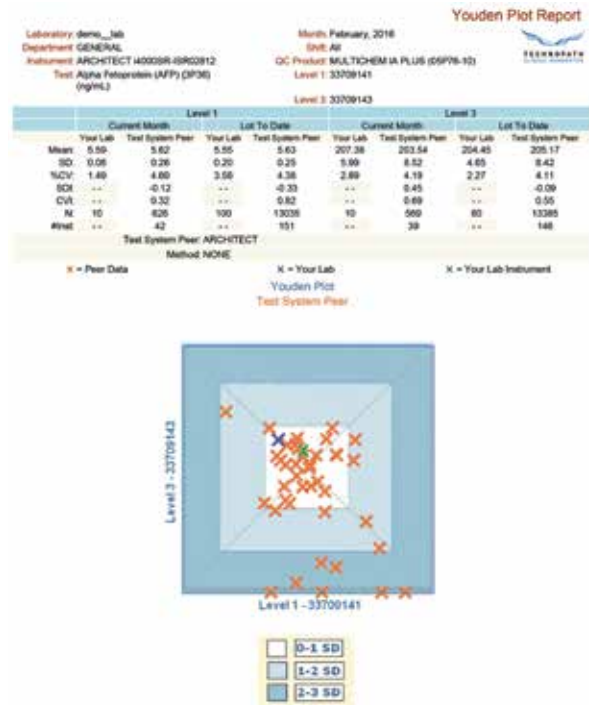 Youden Plot Report
Laboratory: demo__lab
Month: February, 2016
Department: GENERAL
Shift: All
Instrument: ARCHITECT i4000SR-ISR02812
QC Product: MULTICHEM IA PLUS (05P76-10)
TECHNOPATH
Test: Alpha Fetoprotein (AFP) (3P36)
Level 1: 33709141
(ng/mL)
Level 3: 33709143
Level 1 Level 3
Current Month Lot To Date Current Month Lot To Date
Your Lab Test System Peer Your Lab Test System Peer Your Lab Test System Peer Your Lab Test System Peer
Mean: 5.59 5.62 5.55 5.63 207.38 203.54 204.45 205.17
SD: 0.08 0.26 0.20 0.25 5.99 8.52 4.65 8.42
%CV: 1.49 4.60 3.58 4.38 2.89 4.19 2.27 4.11
SDI: -- -0.12 -- -0.33 -- 0.45 -- -0.09
CVI: -- 0.32 -- 0.82 -- 0.69 -- 0.55
N: 10 626 100 13035 10 560 60 13385
#Inst: 42 151 39 146
Test System Peer: ARCHITECT
Method: NONE
X = Peer Data X = Your Lab X = Your Lab Instrument
Youden Plot
Test System Peer
Level 3 - 33709143
Level 1 - 33709141
0-1 SD
1-2 SD
2-3 SD